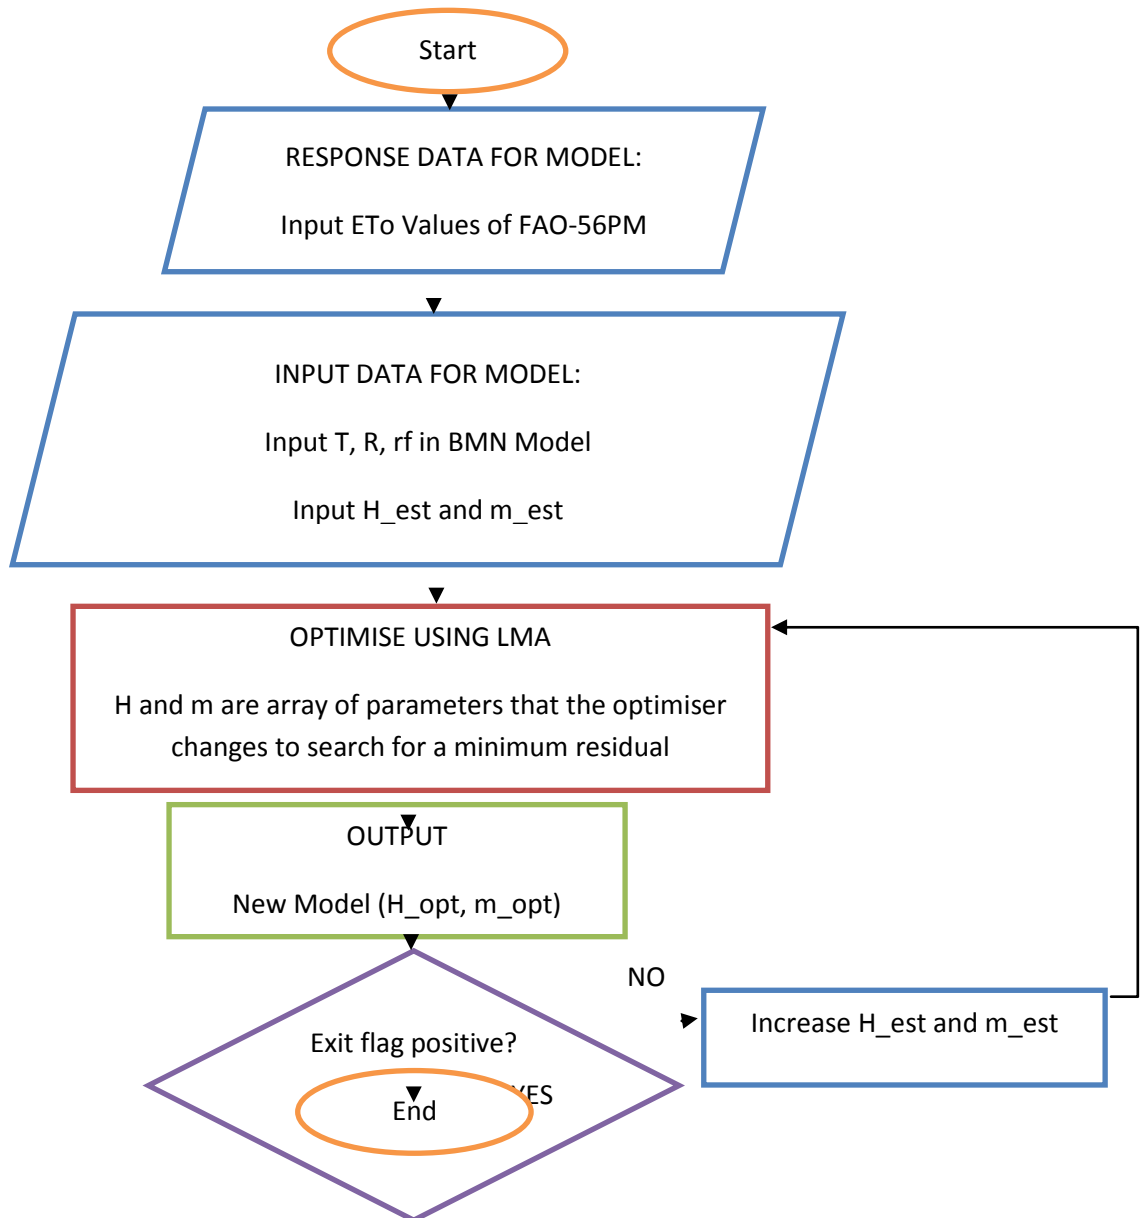 Start
RESPONSE DATA FOR MODEL:
Input ETo Values of FAO-56PM
INPUT DATA FOR MODEL:
Input T, R, rf in BMN Model
Input H_est and m_est
OPTIMISE USING LMA
H and m are array of parameters that the optimiser
changes to search for a minimum residual
OUTPUT
New Model (H_opt, m_opt)
NO
Increase H_est and m_est
Exit flag positive?
YES
End